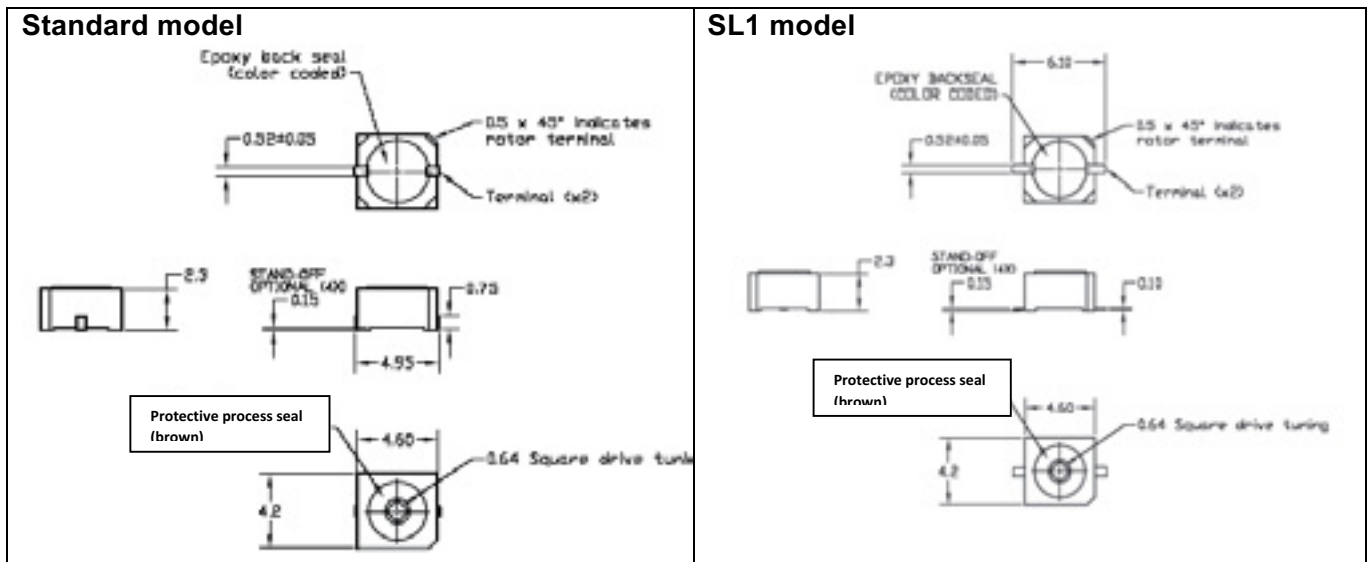 Standard model
Epoxy back seal
(color coded)
0.5 x 45° indicates
rotor terminal
0.52±0.05
Terminal (x2)
2.3
STAND-OFF
OPTIONAL (4X)
0.15
0.75
4.95
Protective process seal
(brown)
4.60
0.64 Square drive tuni
4.2
SL1 model
6.10
EPOXY BACKSEAL
(COLOR CODED)
0.5 x 45° indicates
rotor terminal
0.52±0.05
Terminal (x2)
2.3
STAND-OFF
OPTIONAL (4X)
0.15
0.10
Protective process seal
(brown)
4.60
0.64 Square drive tuning
4.2